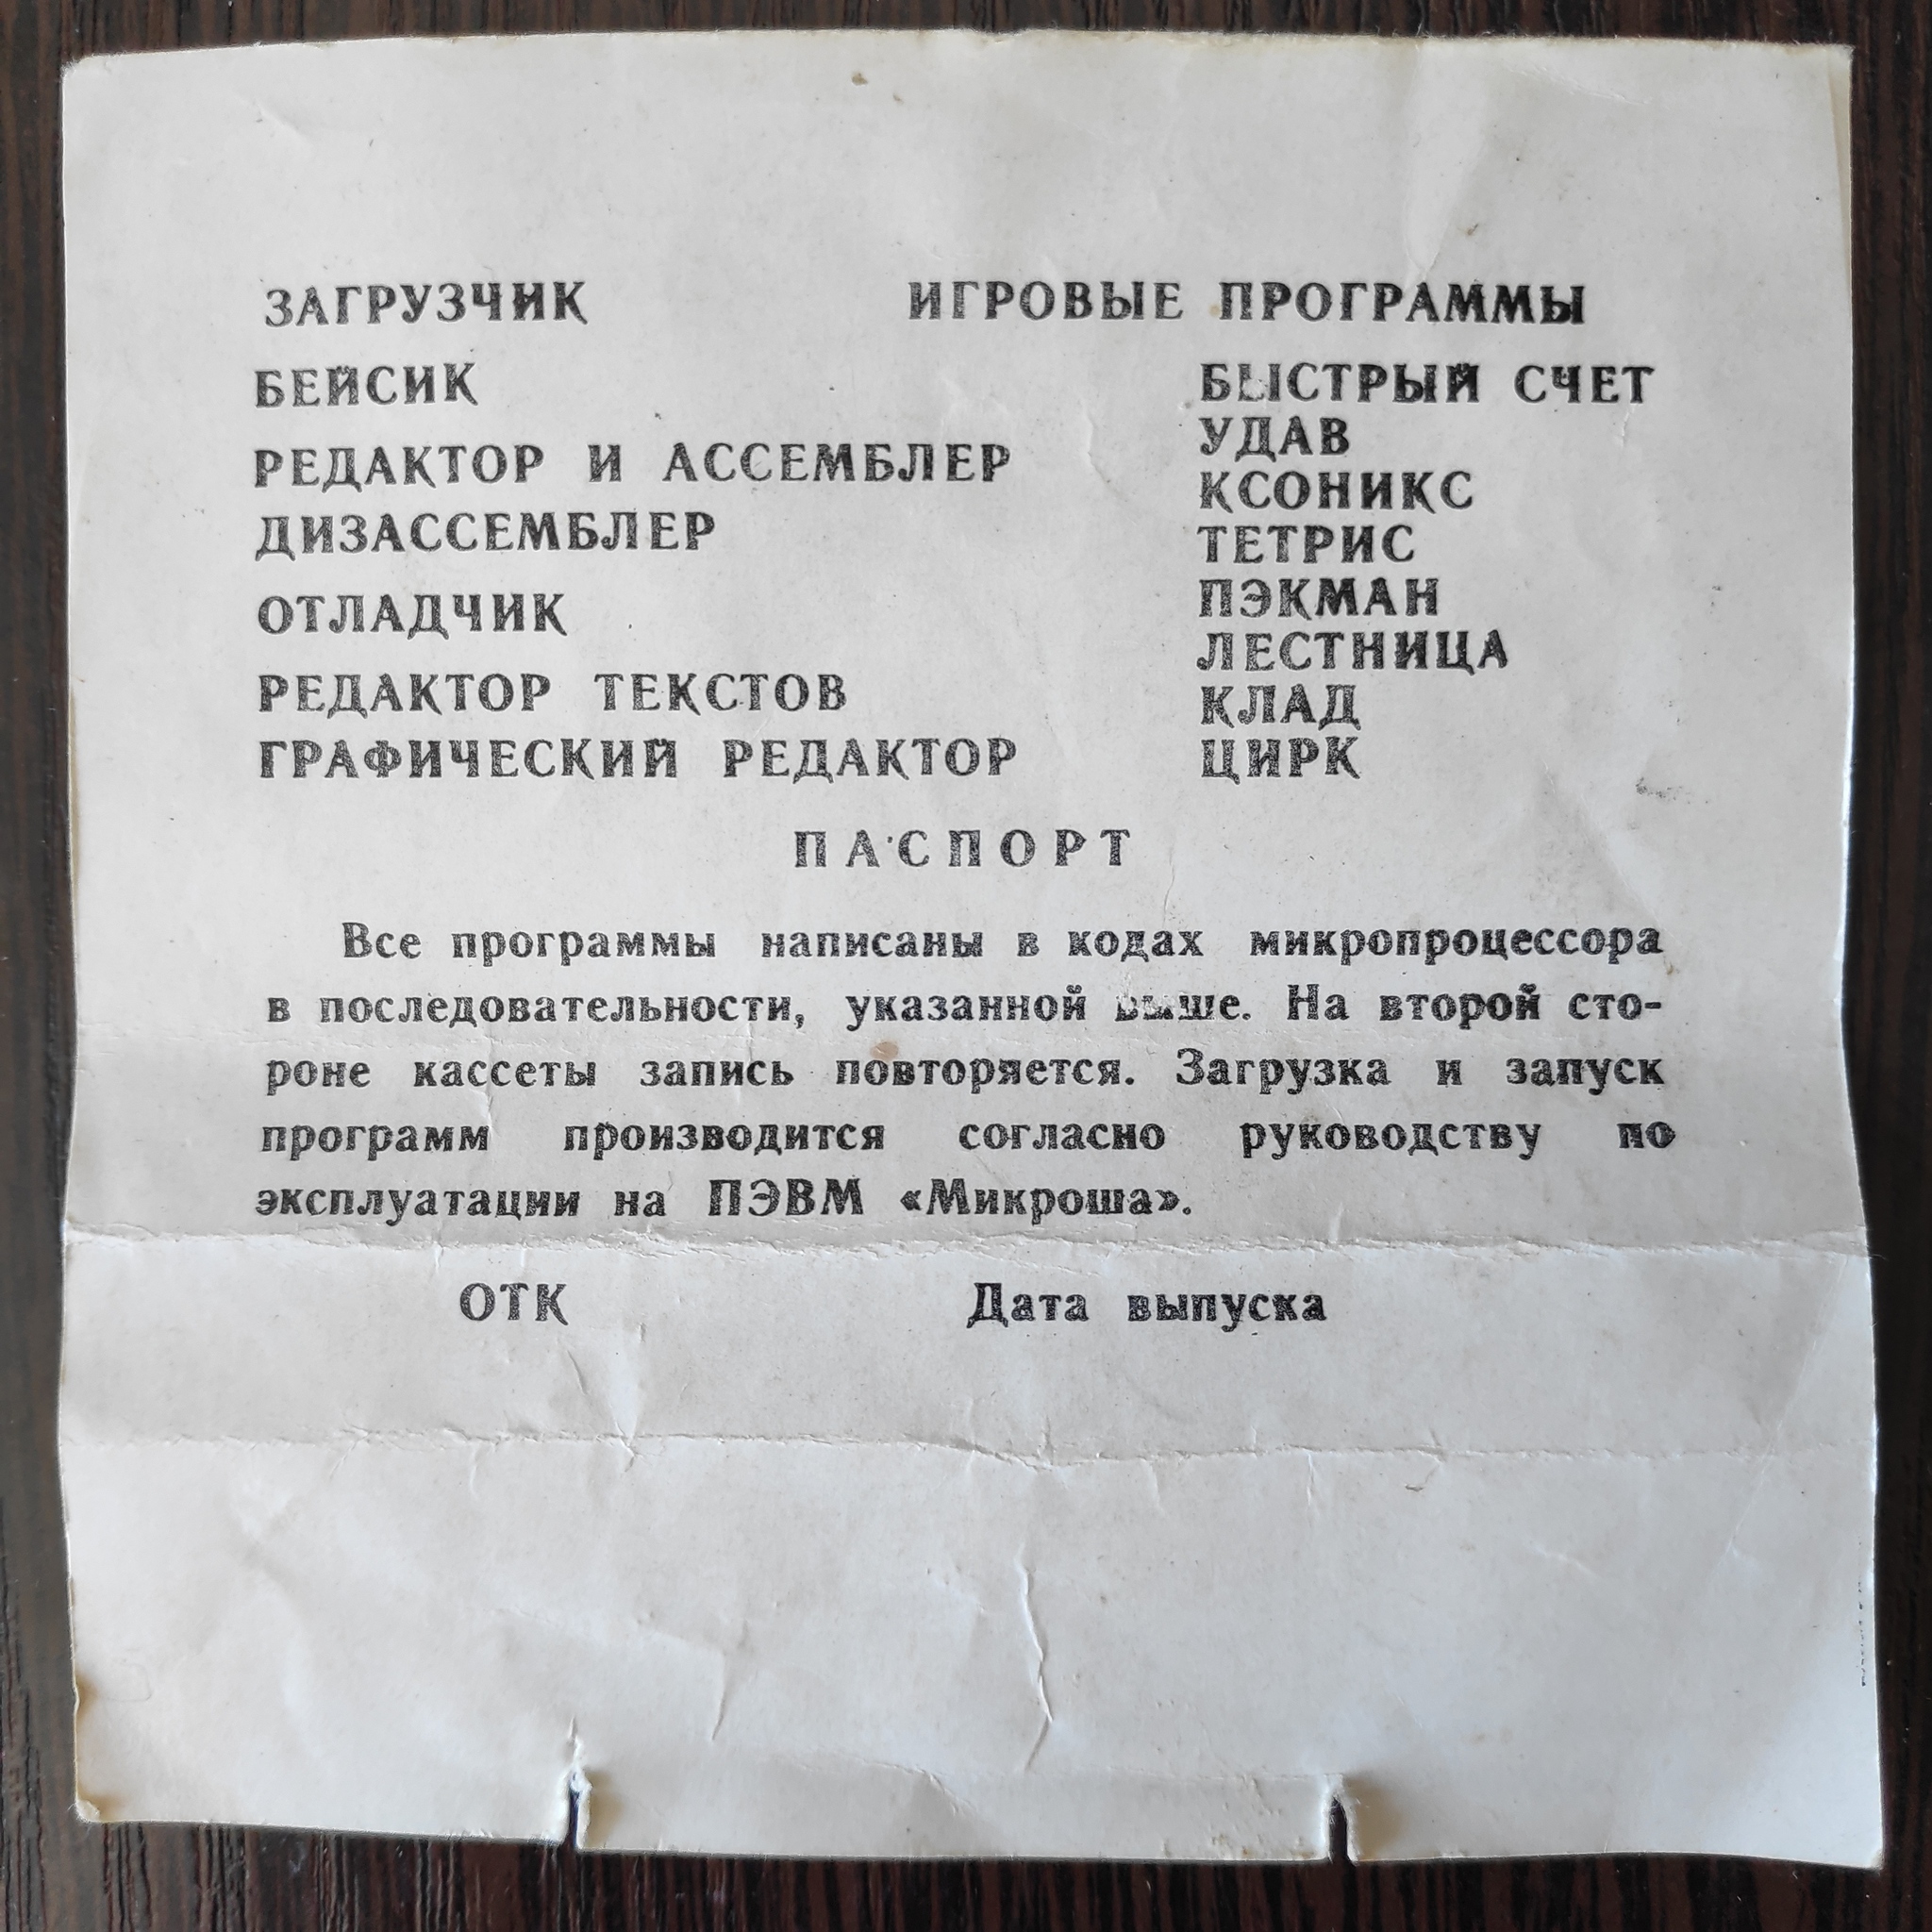 ЗАГРУЗЧИК ИГРОВЫЕ ПРОГРАММЫ
БЕЙСИК БЫСТРЫЙ СЧЕТ
УДАВ
РЕДАКТОР И АССЕМБЛЕР
КСОНИКС
ДИЗАССЕМБЛЕР
ТЕТРИС
ПЭКМАН
ОТЛАДЧИК
ЛЕСТНИЦА
РЕДАКТОР ТЕКСТОВ
КЛАД
ГРАФИЧЕСКИЙ РЕДАКТОР ЦИРК
ПАСПОРТ
Все программы написаны в кодах микропроцессора
в последовательности, указанной выше. На второй сто-
роне кассеты запись повторяется. Загрузка и запуск
программ производится согласно руководству по
эксплуатации на ПЭВМ «Микроша».
ОТК Дата выпуска